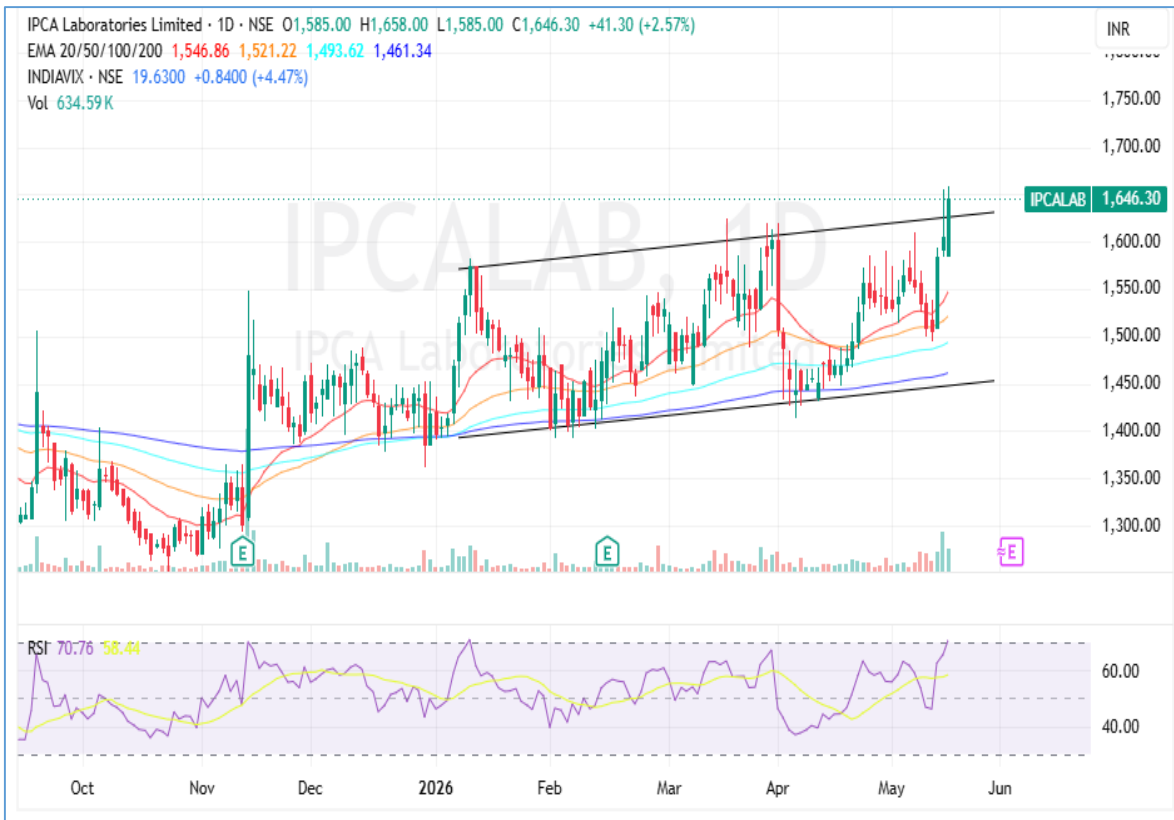 IPCA Laboratories Limited · 1D · NSE O1,585.00 H1,658.00 L1,585.00 C1,646.30 +41.30 (+2.57%)
INR
EMA 20/50/100/200 1,546.86 1,521.22 1,493.62 1,461.34
INDIAVIX · NSE 19.6300 +0.8400 (+4.47%)
Vol 634.59 K
1,750.00
1,700.00
IPCALAB 1,646.30
IPCALAB, 1D
IPCA Laboratories Limited
1,600.00
1,550.00
1,500.00
1,450.00
1,400.00
1,350.00
1,300.00
E
E
≈E
RSI 70.76 58.44
60.00
40.00
Oct Nov Dec 2026 Feb Mar Apr May Jun